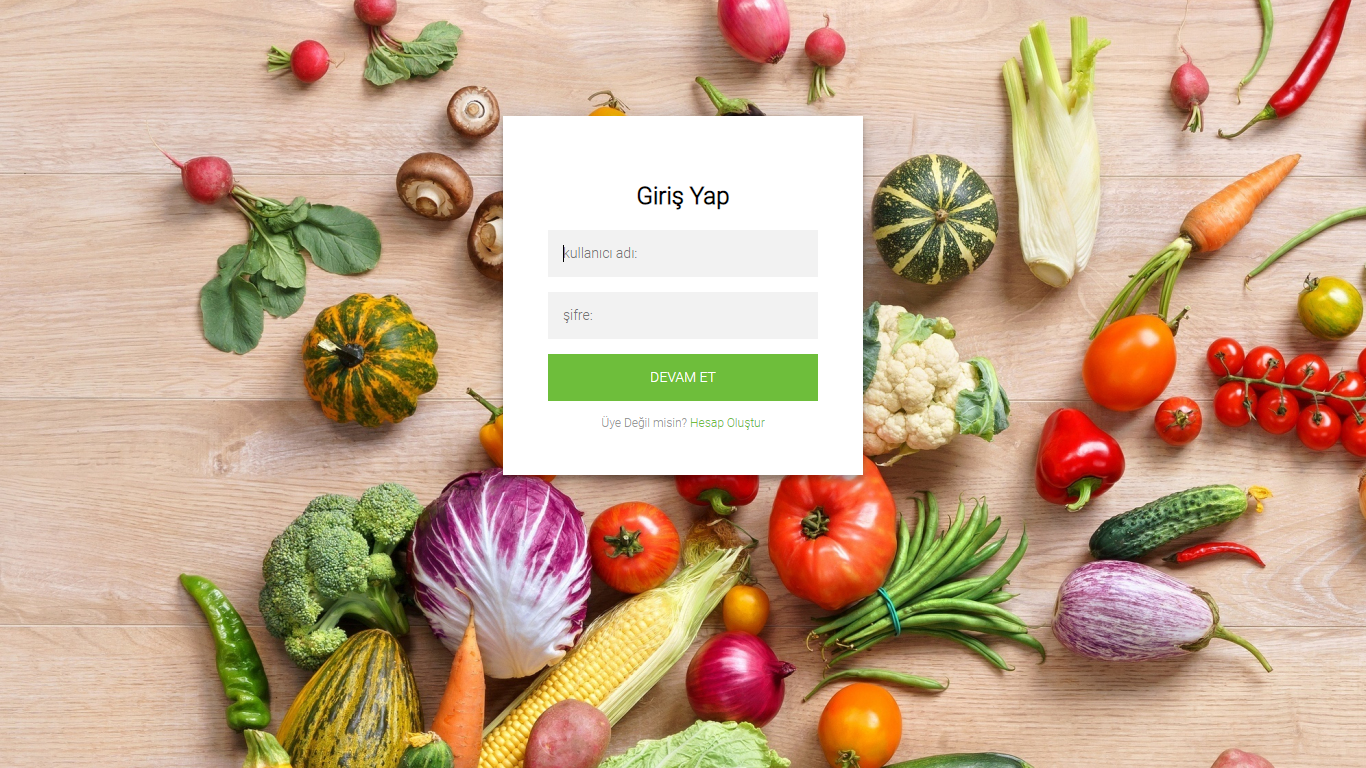 Giriş Yap
kullanıcı adı:
şifre:
DEVAM ET
Üye Değil misin? Hesap Oluştur